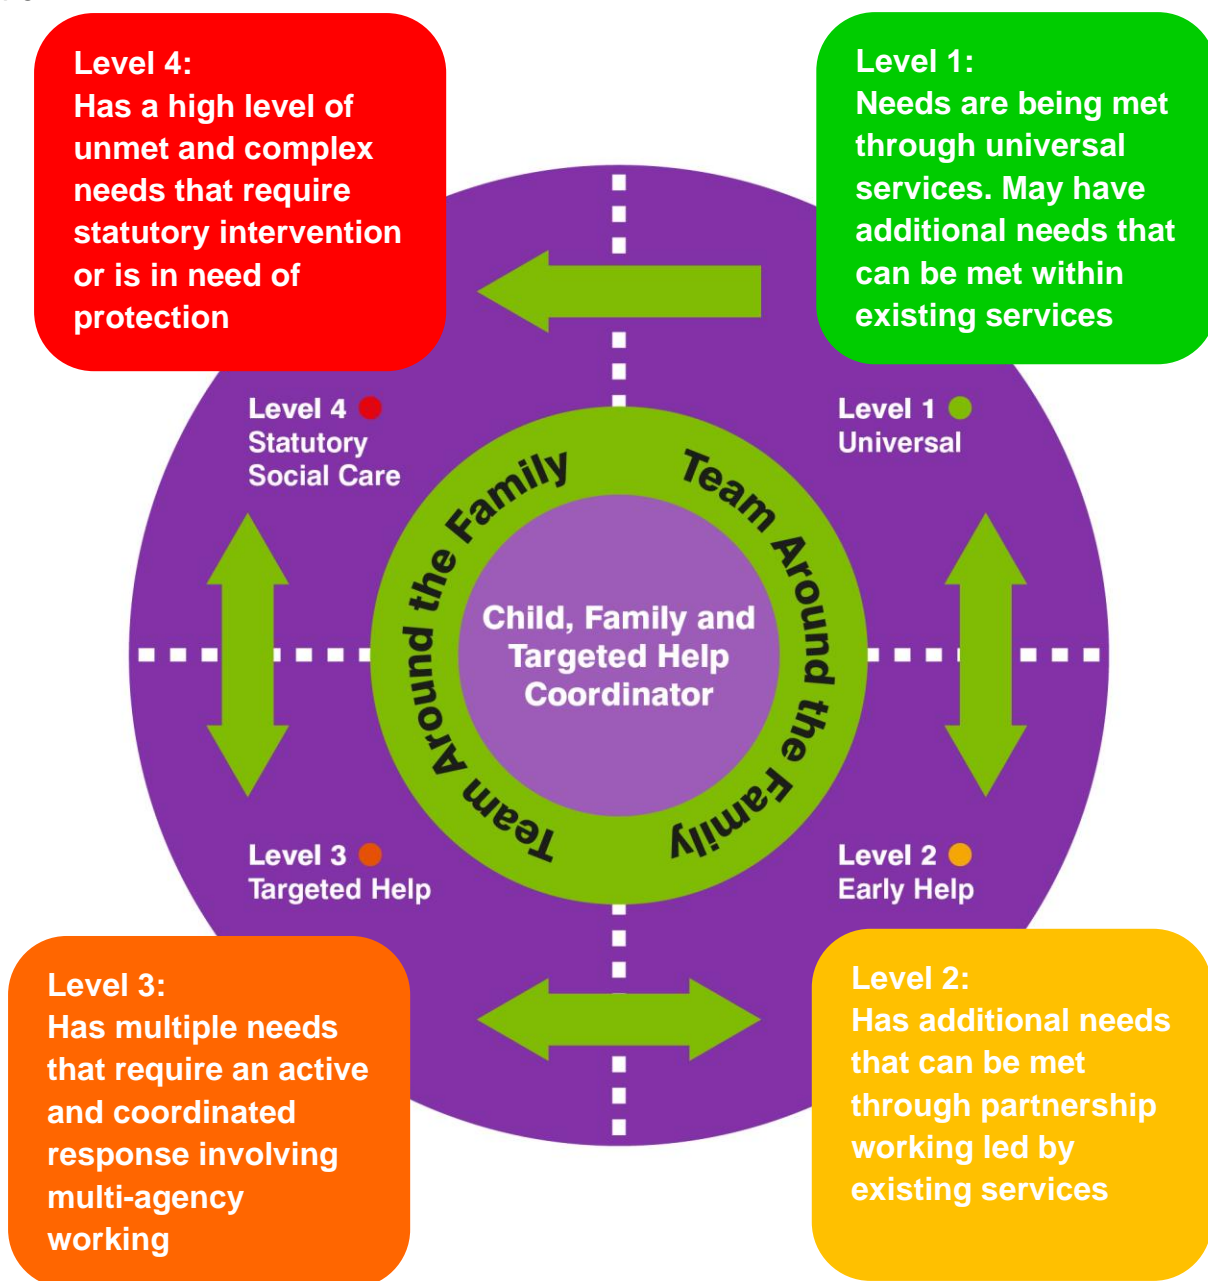 Level 4:
Has a high level of
unmet and complex
needs that require
statutory intervention
or is in need of
protection
Level 1:
Needs are being met
through universal
services. May have
additional needs that
can be met within
existing services
Level 4
Statutory
Social Care
Level 1
Universal
Team Around the Family
Team Around the Family
Child, Family and
Targeted Help
Coordinator
Level 3
Targeted Help
Level 2
Early Help
Level 3:
Has multiple needs
that require an active
and coordinated
response involving
multi-agency
working
Level 2:
Has additional needs
that can be met
through partnership
working led by
existing services